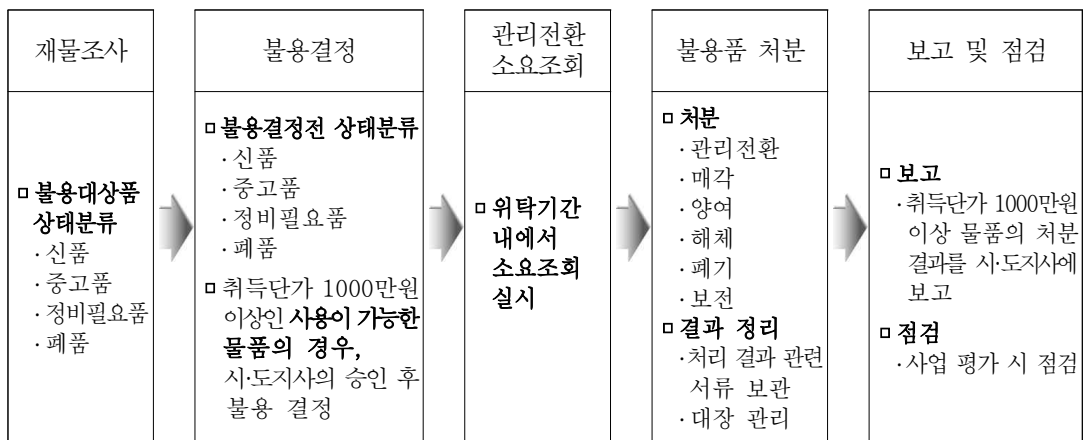 재물조사
□ 불용대상품
상태분류
·신품
·중고품
·정비필요품
·폐품
불용결정
□ 불용결정전 상태분류
·신품
·중고품
·정비필요품
·폐품
□ 취득단가 1000만원
이상인 사용이 가능한
물품의 경우,
시·도지사의 승인 후
불용 결정
관리전환
소요조회
□ 위탁기간
내에서
소요조회
실시
불용품 처분
□ 처분
·관리전환
·매각
·양여
·해체
·폐기
·보전
□ 결과 정리
·처리 결과 관련
서류 보관
·대장 관리
보고 및 점검
□ 보고
·취득단가 1000만원
이상 물품의 처분
결과를 시·도지사에
보고
□ 점검
·사업 평가 시 점검